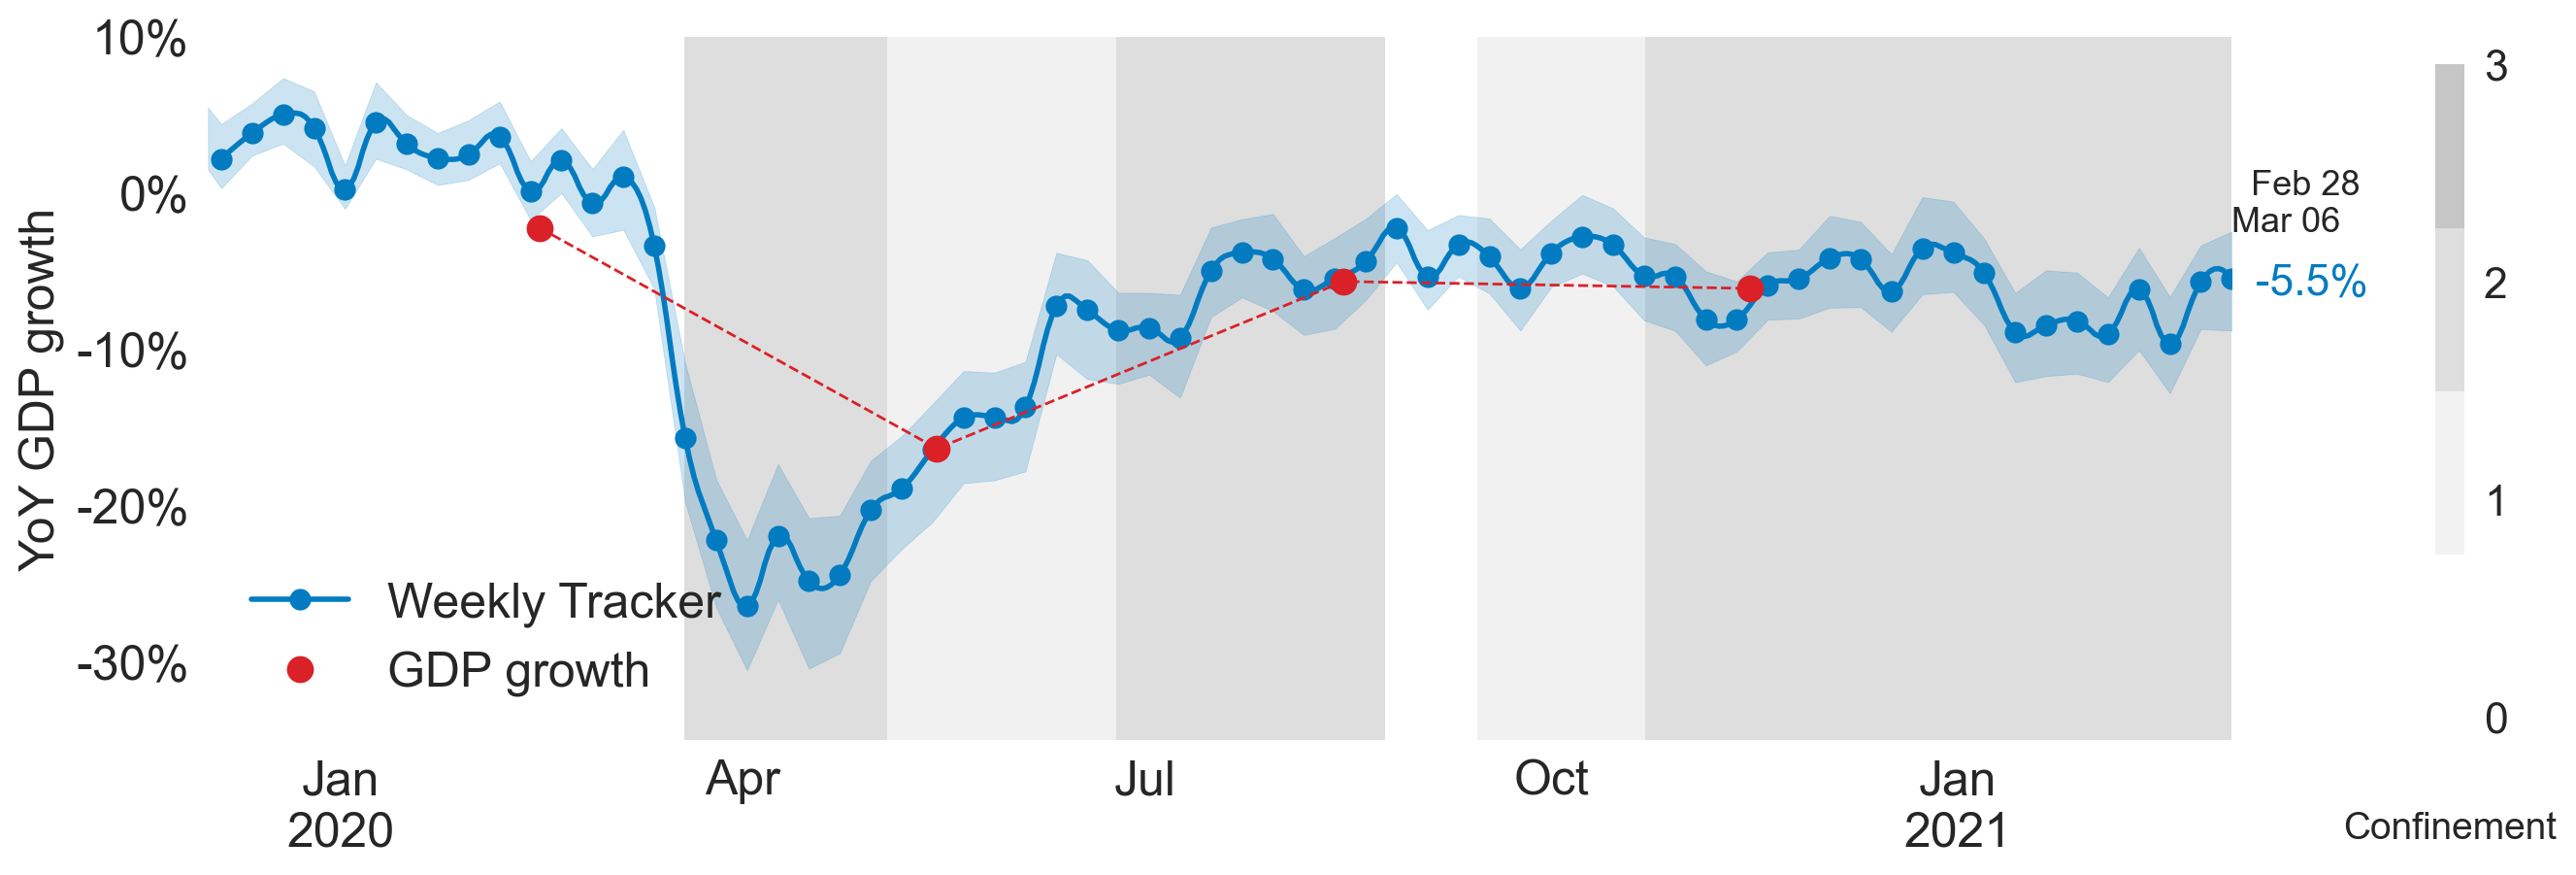 10%
0%
-10%
-20%
-30%
YoY GDP growth
Weekly Tracker
GDP growth
Jan
2020
Apr
Jul
Oct
Jan
2021
Feb 28
Mar 06
-5.5%
3
2
1
0
Confinement